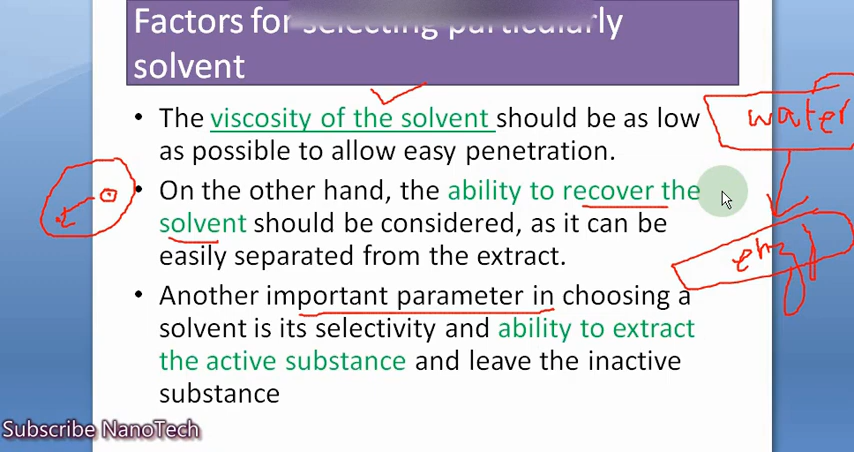 Factors for selecting particularly
solvent
• The viscosity of the solvent should be as low
as possible to allow easy penetration.
• On the other hand, the ability to recover the
solvent should be considered, as it can be
easily separated from the extract.
• Another important parameter in choosing a
solvent is its selectivity and ability to extract
the active substance and leave the inactive
substance
water
Subscribe NanoTech